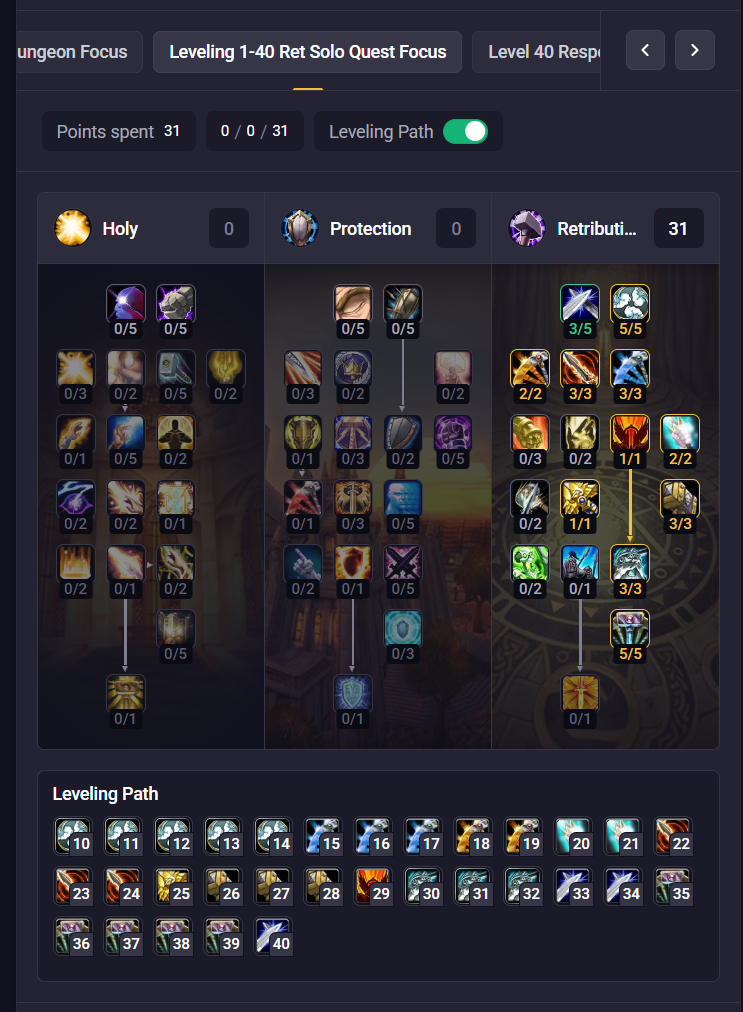 ungeon Focus Leveling 1-40 Ret Solo Quest Focus Level 40 Respe
Points spent 31 0 / 0 / 31 Leveling Path
Holy 0 Protection 0 Retributi... 31
0/5 0/5 0/5 0/5 3/5 5/5
0/3 0/2 0/5 0/2 0/3 0/2 0/2 2/2 3/3 3/3
0/1 0/5 0/2 0/1 0/3 0/2 0/5 0/3 0/2 1/1 2/2
0/2 0/2 0/1 0/1 0/3 0/5 0/2 1/1 3/3
0/2 0/1 0/2 0/2 0/1 0/5 0/2 0/1 3/3
0/5 0/3 5/5
0/1 0/1 0/1
Leveling Path
10 11 12 13 14 15 16 17 18 19 20 21 22
23 24 25 26 27 28 29 30 31 32 33 34 35
36 37 38 39 40